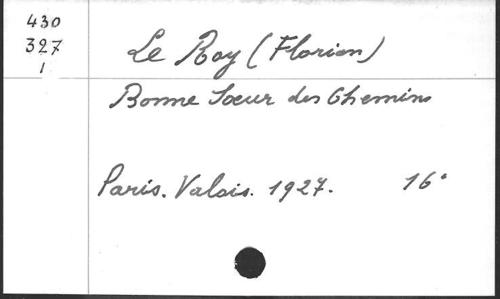 430
327
1
Le Roy (Florian)
Bonne Soeur des Chemins
Paris. Valois. 1927. 16°